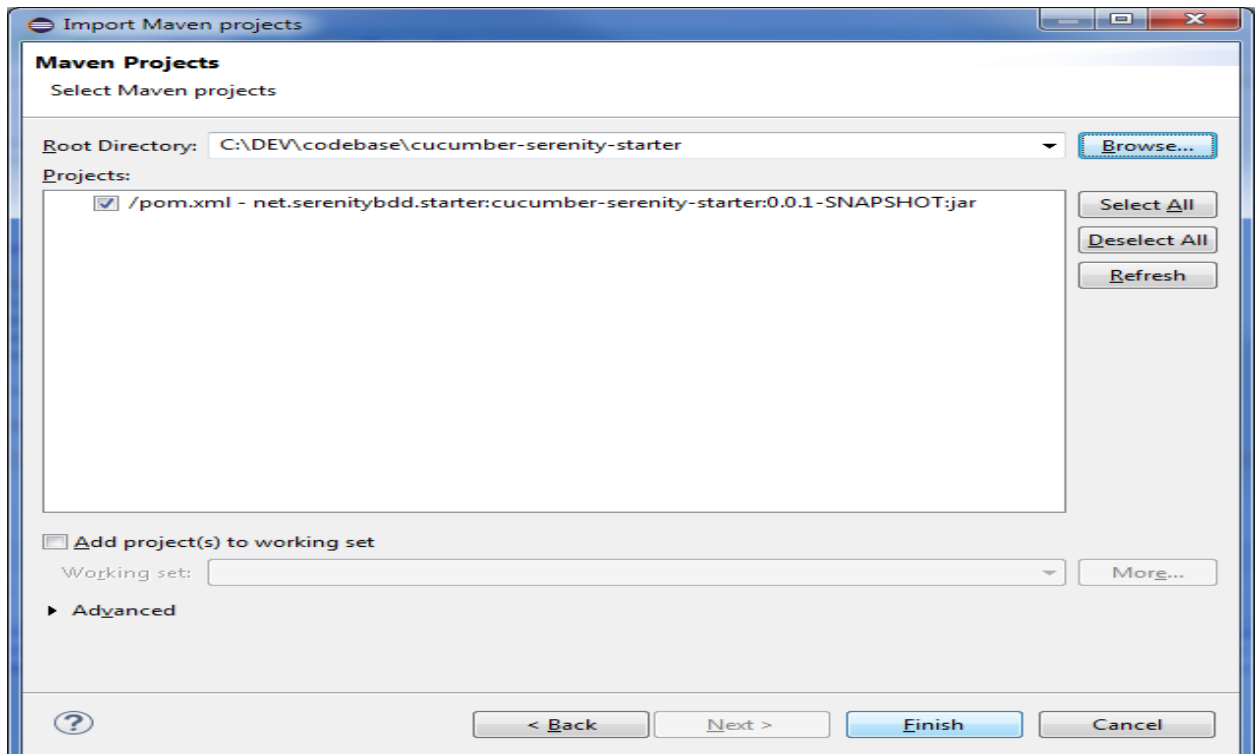 Import Maven projects
Maven Projects
Select Maven projects
Root Directory: C:\DEV\codebase\cucumber-serenity-starter Browse...
Projects:
/pom.xml - net.serenitybdd.starter:cucumber-serenity-starter:0.0.1-SNAPSHOT:jar
Select All
Deselect All
Refresh
Add project(s) to working set
Working set: More...
Advanced
? < Back Next > Finish Cancel